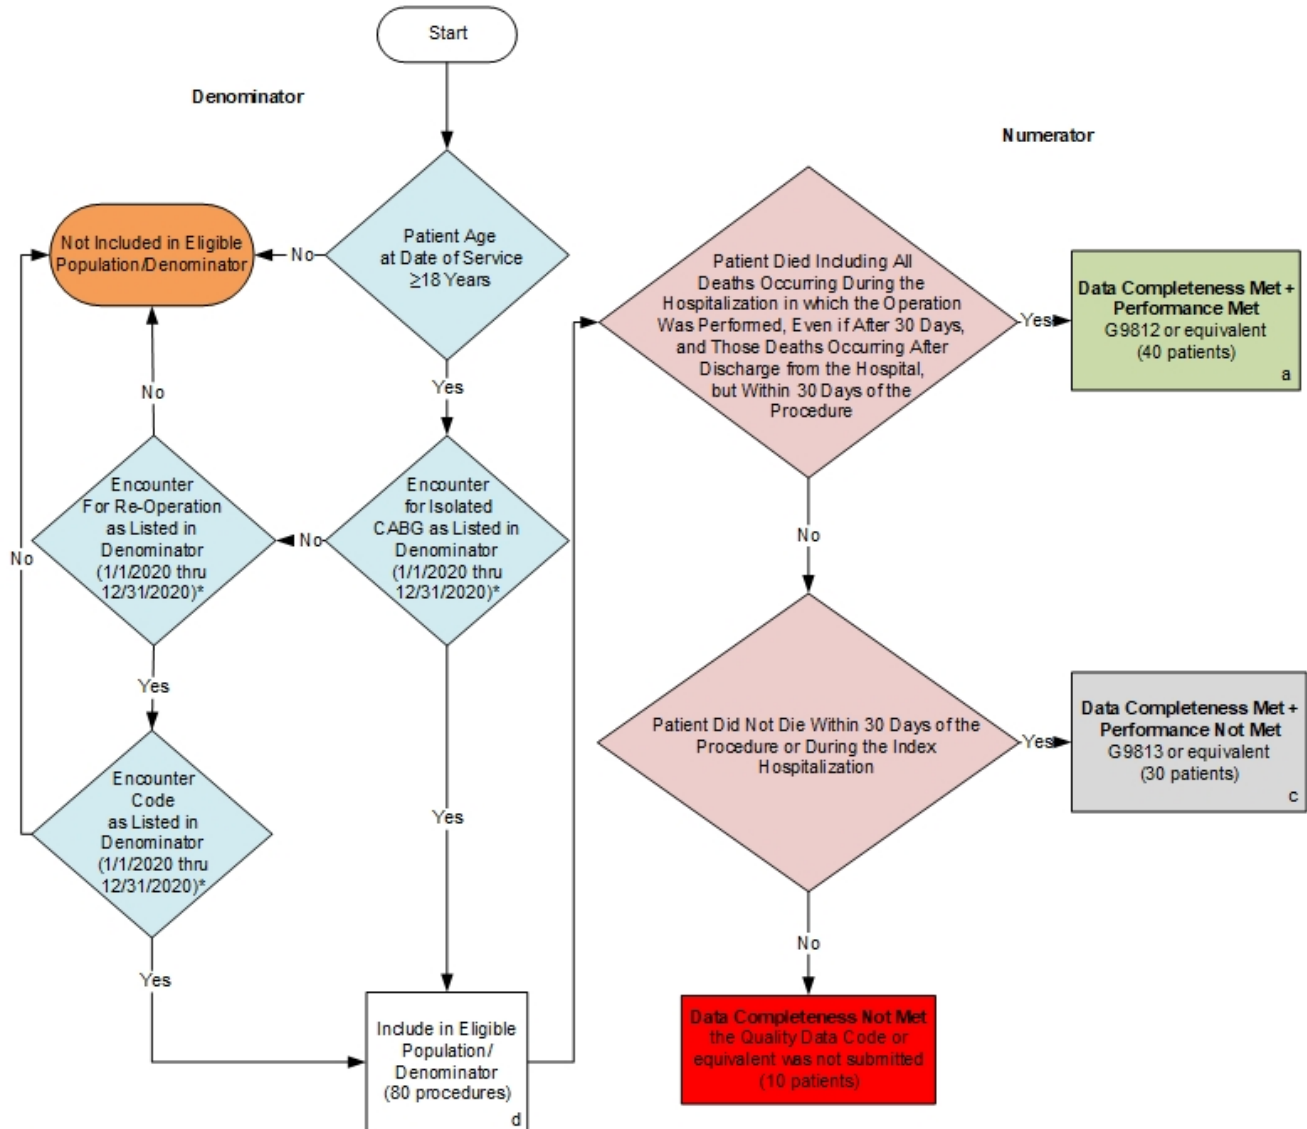 Start
Denominator
Numerator
Patient Age
at Date of Service
≥18 Years
No
Not Included in Eligible
Population/Denominator
Yes
No
No
Encounter
For Re-Operation
as Listed in
Denominator
(1/1/2020 thru
12/31/2020)*
No
Encounter
for Isolated
CABG as Listed in
Denominator
(1/1/2020 thru
12/31/2020)*
Yes
Encounter
Code
as Listed in
Denominator
(1/1/2020 thru
12/31/2020)*
Yes
Yes
Include in Eligible
Population/
Denominator
(80 procedures)
d
Patient Died Including All
Deaths Occurring During the
Hospitalization in which the Operation
Was Performed, Even if After 30 Days,
and Those Deaths Occurring After
Discharge from the Hospital,
but Within 30 Days of the
Procedure
Yes
Data Completeness Met +
Performance Met
G9812 or equivalent
(40 patients)
a
No
Patient Did Not Die Within 30 Days of the
Procedure or During the Index
Hospitalization
Yes
Data Completeness Met +
Performance Not Met
G9813 or equivalent
(30 patients)
c
No
Data Completeness Not Met
the Quality Data Code or
equivalent was not submitted
(10 patients)